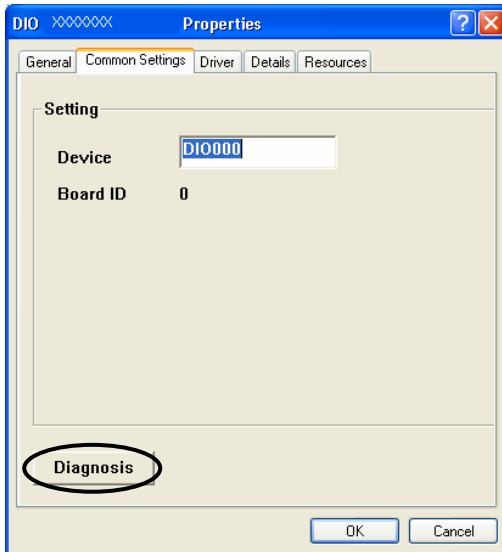 DIO XXXXXXX Properties
General Common Settings Driver Details Resources
Setting
Device DIO000
Board ID 0
Diagnosis
OK Cancel